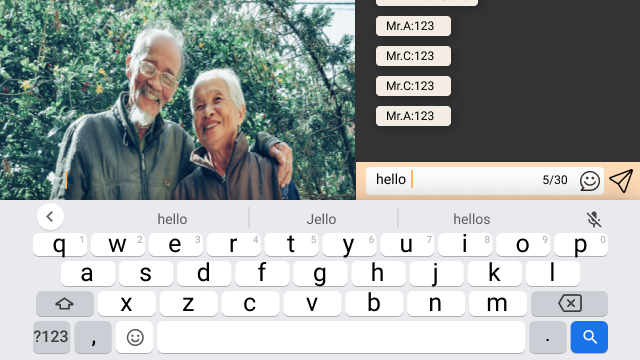 Mr.A:123
Mr.C:123
Mr.C:123
Mr.A:123
hello 5/30
hello Jello hellos
q 1 w 2 e 3 r 4 t 5 y 6 u 7 i 8 o 9 p 0
a s d f g h j k l
x z c v b n m
?123 , .